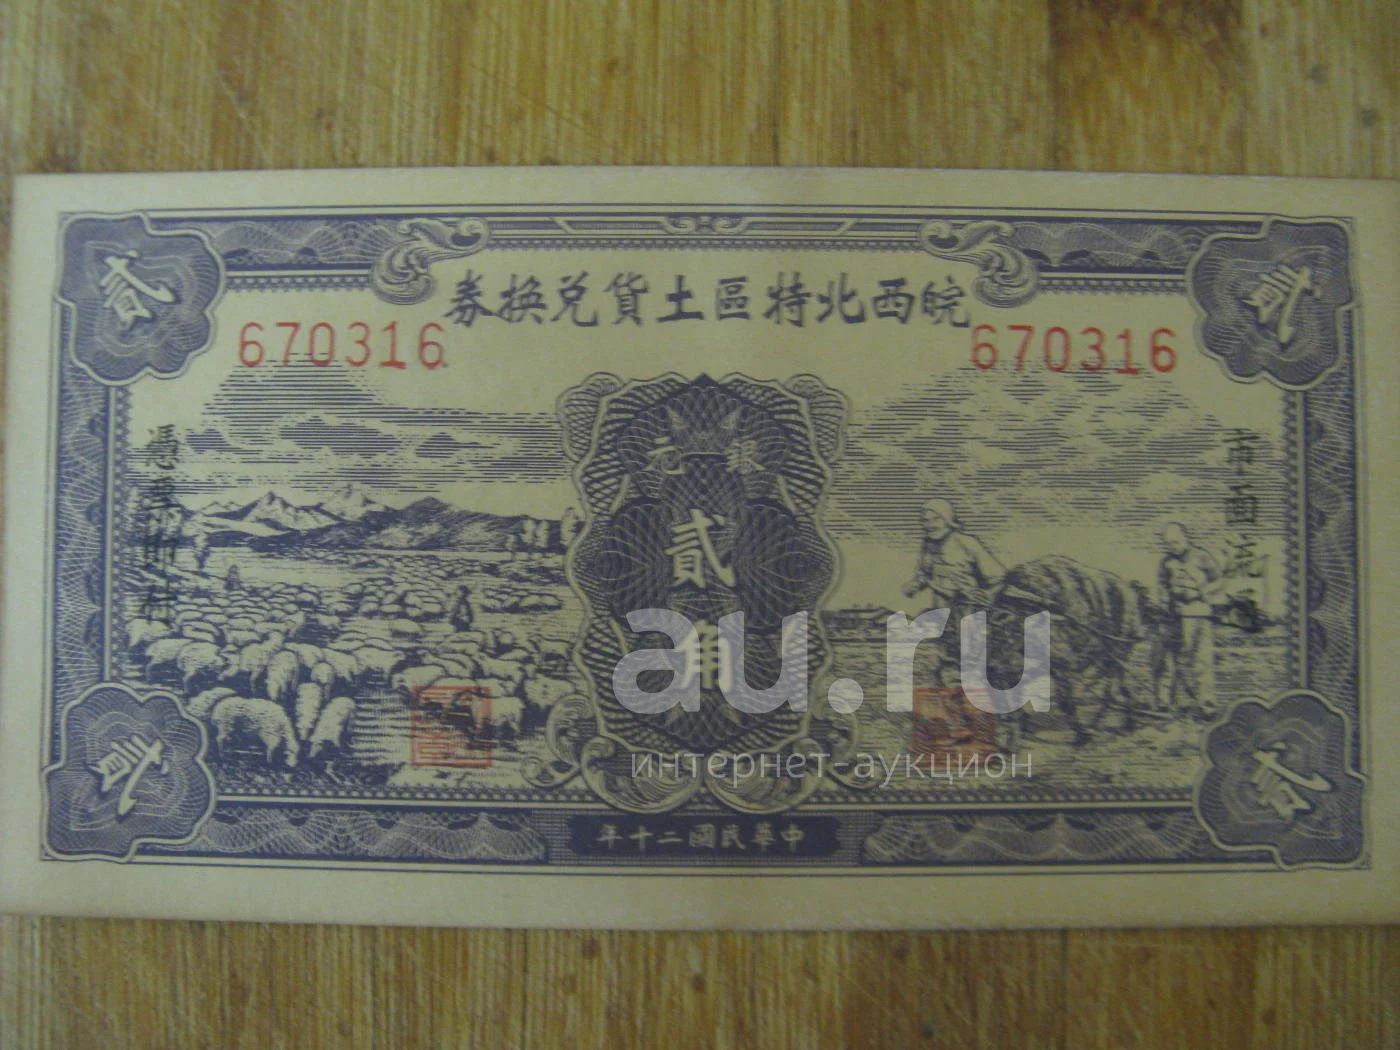 皖西北特區土貨兌換券
670316
670316
貳
貳
銀元
貳角
貳
貳
中華民國二十年
au.ru
интернет-аукцион